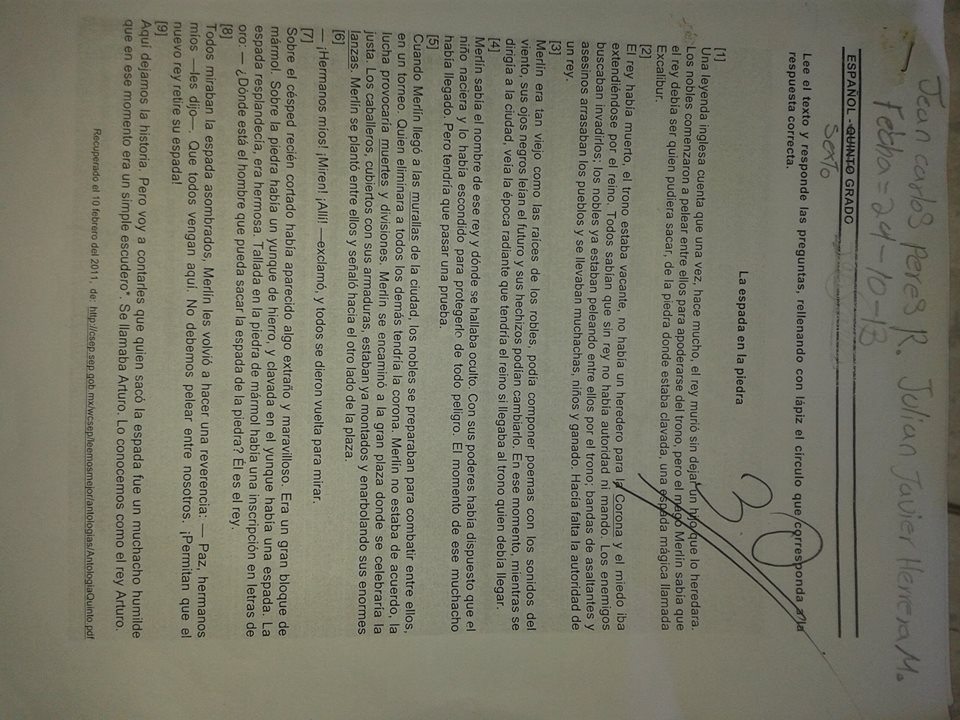 Jean carlos Peres R. Julian Javier Herrera M.
Fecha = 24-10-13
ESPAÑOL QUINTO GRADO
Sexto
Lee el texto y responde las preguntas, rellenando con lápiz el círculo que corresponda a la
respuesta correcta.
3.0
La espada en la piedra
[1]
Una leyenda inglesa cuenta que una vez, hace mucho, el rey murió sin dejar un hijo que lo heredara.
Los nobles comenzaron a pelear entre ellos para apoderarse del trono, pero el mago Merlín sabía que
el rey debía ser quien pudiera sacar, de la piedra donde estaba clavada, una espada mágica llamada
Excalibur.
[2]
El rey había muerto, el trono estaba vacante, no había un heredero para la Corona y el miedo iba
extendiéndose por el reino. Todos sabían que sin rey no había autoridad ni mando. Los enemigos
buscaban invadirlos; los nobles ya estaban peleando entre ellos por el trono; bandas de asaltantes y
asesinos arrasaban los pueblos y se llevaban muchachas, niños y ganado. Hacía falta la autoridad de
un rey.
[3]
Merlín era tan viejo como las raíces de los robles, podía componer poemas con los sonidos del
viento, sus ojos negros leían el futuro y sus hechizos podían cambiarlo. En ese momento, mientras se
dirigía a la ciudad, veía la época radiante que tendría el reino si llegaba al trono quien debía llegar.
[4]
Merlín sabía el nombre de ese rey y dónde se hallaba oculto. Con sus poderes había dispuesto que el
niño naciera y lo había escondido para protegerlo de todo peligro. El momento de ese muchacho
había llegado. Pero tendría que pasar una prueba.
[5]
Cuando Merlín llegó a las murallas de la ciudad, los nobles se preparaban para combatir entre ellos,
en un torneo. Quien eliminara a todos los demás tendría la corona. Merlín no estaba de acuerdo, la
lucha provocaría muertes y divisiones. Merlín se encaminó a la gran plaza donde se celebraría la
justa. Los caballeros, cubiertos con sus armaduras, estaban ya montados y enarbolando sus enormes
lanzas. Merlín se plantó entre ellos y señaló hacia el otro lado de la plaza.
[6]
— ¡Hermanos míos! ¡Miren! ¡Allí! —exclamó, y todos se dieron vuelta para mirar.
[7]
Sobre el césped recién cortado había aparecido algo extraño y maravilloso. Era un gran bloque de
mármol. Sobre la piedra había un yunque de hierro, y clavada en el yunque había una espada. La
espada resplandecía, era hermosa. Tallada en la piedra de mármol había una inscripción en letras de
oro: — ¿Dónde está el hombre que pueda sacar la espada de la piedra? Él es el rey.
[8]
Todos miraban la espada asombrados, Merlín les volvió a hacer una reverencia: — Paz, hermanos
míos —les dijo—, Que todos vengan aquí. No debemos pelear entre nosotros. ¡Permitan que el
nuevo rey retire su espada!
[9]
Aquí dejamos la historia. Pero voy a contarles que quien sacó la espada fue un muchacho humilde
que en ese momento era un simple escudero*. Se llamaba Arturo. Lo conocemos como el rey Arturo.
Recuperado el 10 febrero del 2011, de: http://csep.sep.gob.mx/wcsep/leemosmejor/antologias/AntologiaQuinto.pdf